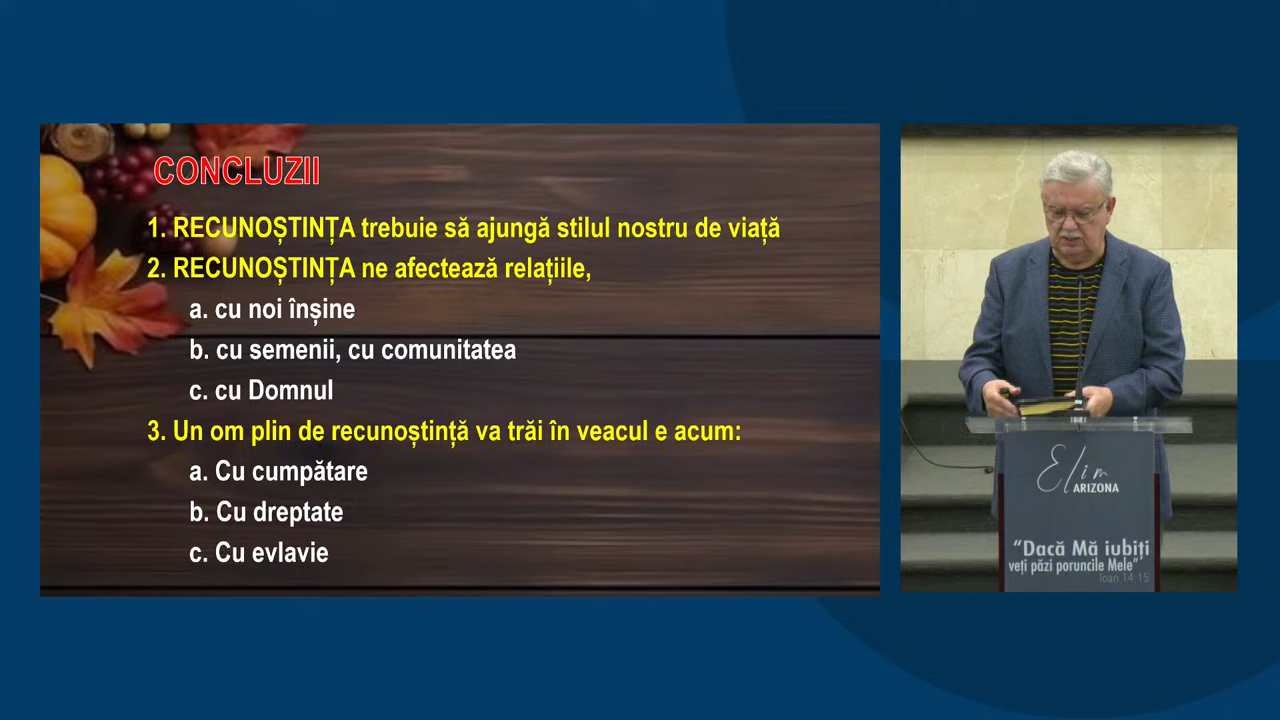 CONCLUZII
1. RECUNOȘTINȚA trebuie să ajungă stilul nostru de viață
2. RECUNOȘTINȚA ne afectează relațiile,
a. cu noi înșine
b. cu semenii, cu comunitatea
c. cu Domnul
3. Un om plin de recunoștință va trăi în veacul e acum:
a. Cu cumpătare
b. Cu dreptate
c. Cu evlavie
Elim
ARIZONA
“Dacă Mă iubiți
veți păzi poruncile Mele”
Ioan 14:15